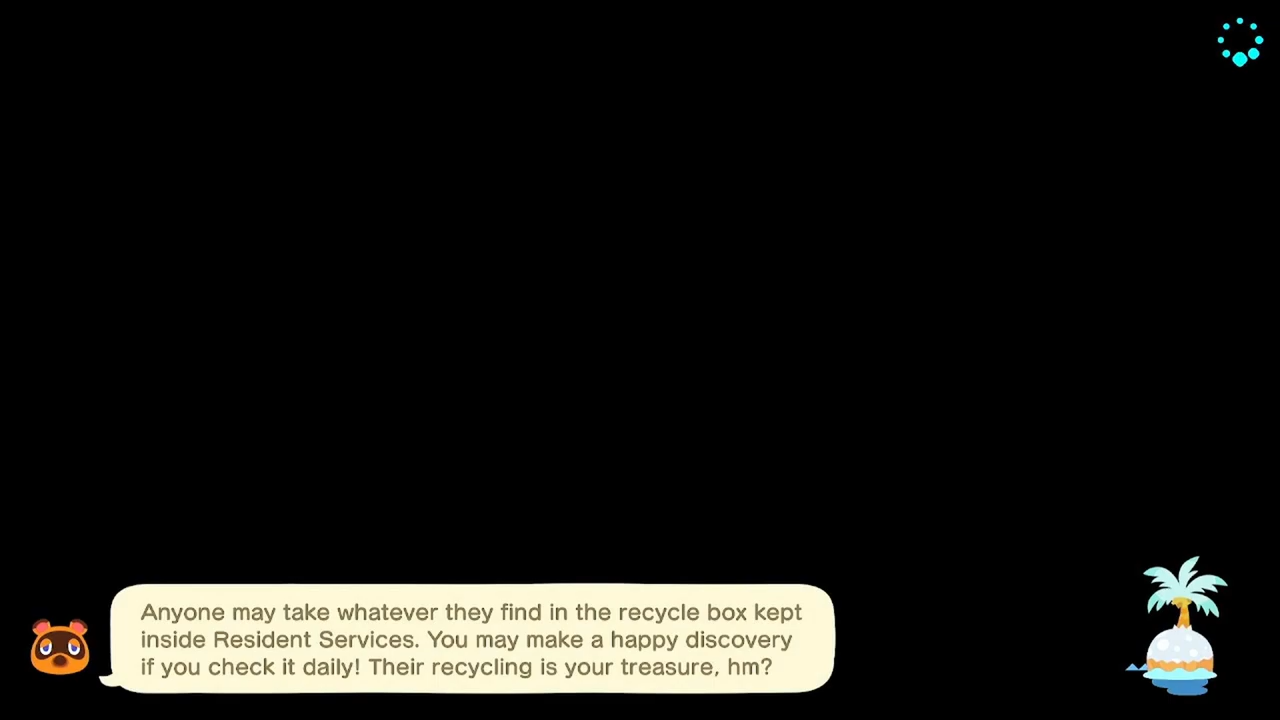 Anyone may take whatever they find in the recycle box kept
inside Resident Services. You may make a happy discovery
if you check it daily! Their recycling is your treasure, hm?